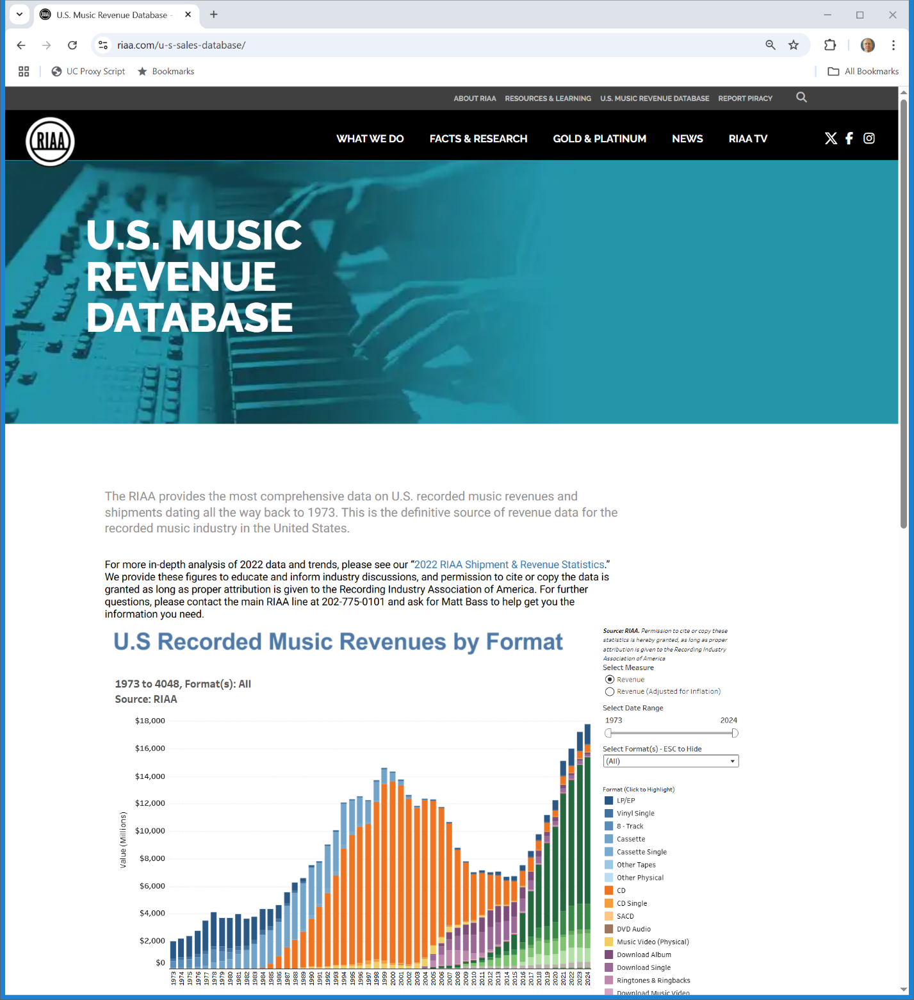 U.S. Music Revenue Database -
riaa.com/u-s-sales-database/
UC Proxy Script
Bookmarks
All Bookmarks
ABOUT RIAA
RESOURCES & LEARNING
U.S. MUSIC REVENUE DATABASE
REPORT PIRACY
RIAA
WHAT WE DO
FACTS & RESEARCH
GOLD & PLATINUM
NEWS
RIAA TV
U.S. MUSIC
REVENUE
DATABASE
The RIAA provides the most comprehensive data on U.S. recorded music revenues and
shipments dating all the way back to 1973. This is the definitive source of revenue data for the
recorded music industry in the United States.
For more in-depth analysis of 2022 data and trends, please see our “2022 RIAA Shipment & Revenue Statistics.”
We provide these figures to educate and inform industry discussions, and permission to cite or copy the data is
granted as long as proper attribution is given to the Recording Industry Association of America. For further
questions, please contact the main RIAA line at 202-775-0101 and ask for Matt Bass to help get you the
information you need.
U.S Recorded Music Revenues by Format
1973 to 4048, Format(s): All
Source: RIAA
$18,000
$16,000
$14,000
$12,000
$10,000
$8,000
$6,000
$4,000
$2,000
$0
Value (Millions)
1973
1974
1975
1976
1977
1978
1979
1980
1981
1982
1983
1984
1985
1986
1987
1988
1989
1990
1991
1992
1993
1994
1995
1996
1997
1998
1999
2000
2001
2002
2003
2004
2005
2006
2007
2008
2009
2010
2011
2012
2013
2014
2015
2016
2017
2018
2019
2020
2021
2022
2023
2024
Source: RIAA. Permission to cite or copy these
statistics is hereby granted, as long as proper
attribution is given to the Recording Industry
Association of America
Select Measure
Revenue
Revenue (Adjusted for Inflation)
Select Date Range
1973
2024
Select Format(s) - ESC to Hide
(All)
Format (Click to Highlight)
LP/EP
Vinyl Single
8 - Track
Cassette
Cassette Single
Other Tapes
Other Physical
CD
CD Single
SACD
DVD Audio
Music Video (Physical)
Download Album
Download Single
Ringtones & Ringbacks
Download Music Video